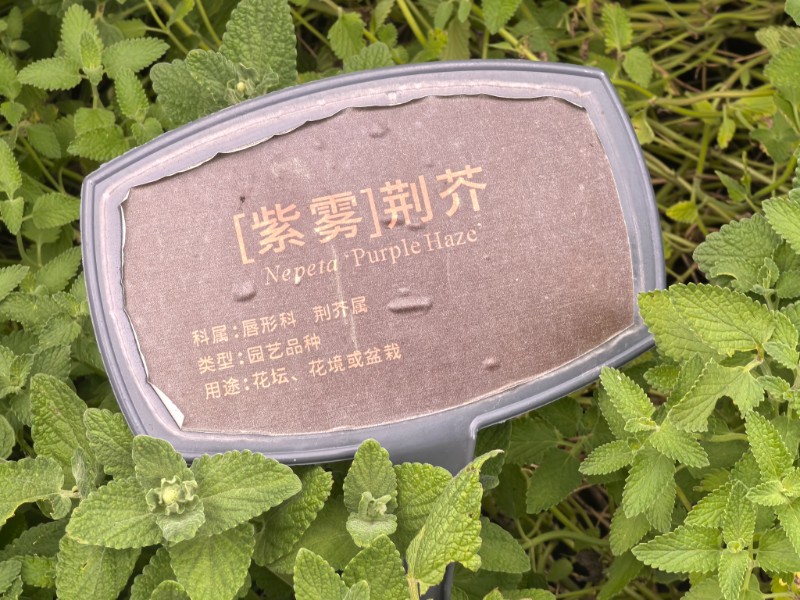 [紫雾]荆芥
Nepeta 'Purple Haze'
科属：唇形科 荆芥属
类型：园艺品种
用途：花坛、花境或盆栽